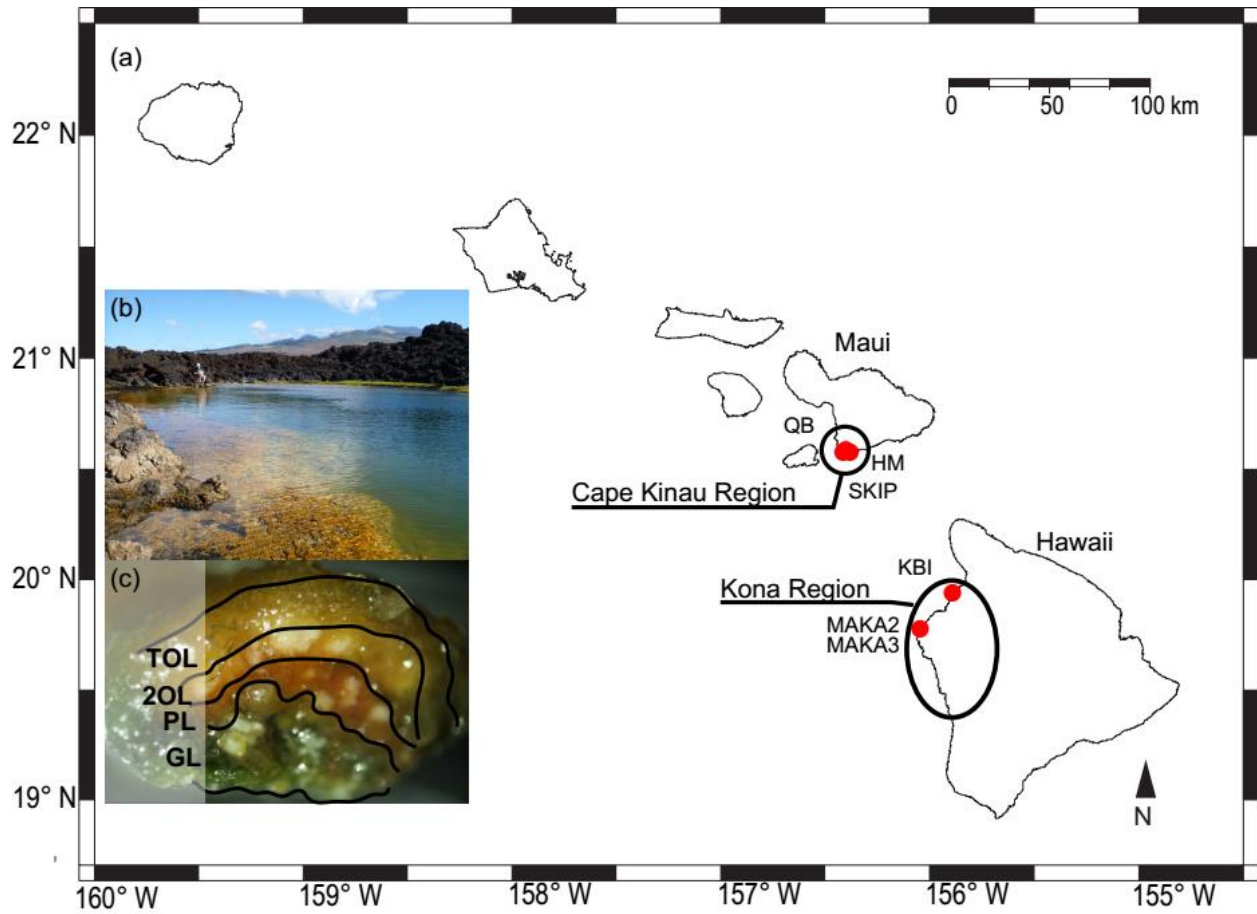 (a)
0 50 100 km
22° N
(b)
21° N
Maui
QB
HM
Cape Kinau Region
SKIP
20° N
(c)
Hawaii
KBI
Kona Region
MAKA2
MAKA3
TOL
2OL
PL
GL
19° N
N
160° W 159° W 158° W 157° W 156° W 155° W